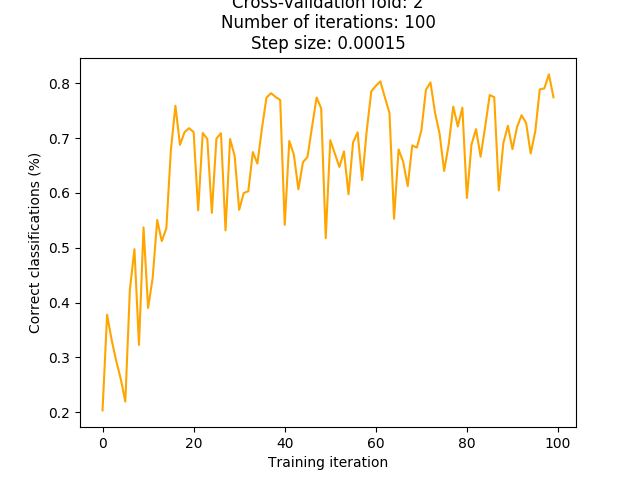 Cross-validation fold: 2
Number of iterations: 100
Step size: 0.00015
0.8
0.7
0.6
0.5
0.4
0.3
0.2
Correct classifications (%)
0 20 40 60 80 100
Training iteration